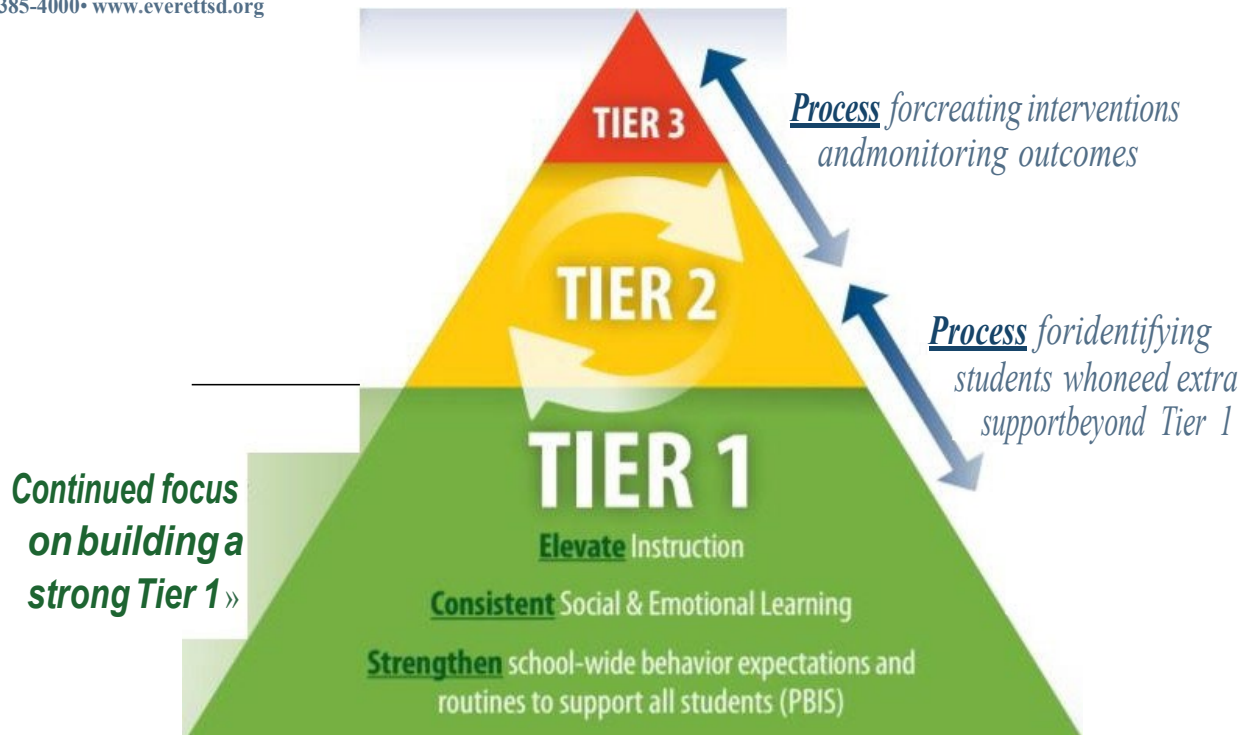 385-4000• www.everettsd.org
TIER 3
Process forcreating interventions
andmonitoring outcomes
TIER 2
Process foridentifying
students whoneed extra
supportbeyond Tier 1
TIER 1
Continued focus
on building a
strong Tier 1 »
Elevate Instruction
Consistent Social & Emotional Learning
Strengthen school-wide behavior expectations and
routines to support all students (PBIS)